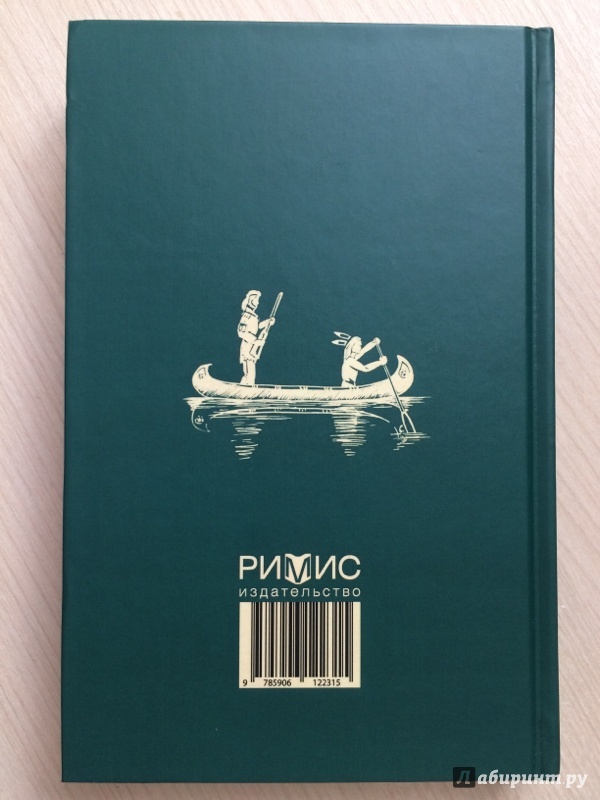 РИМИС
издательство
9 785906 122315
Лабиринт.ру